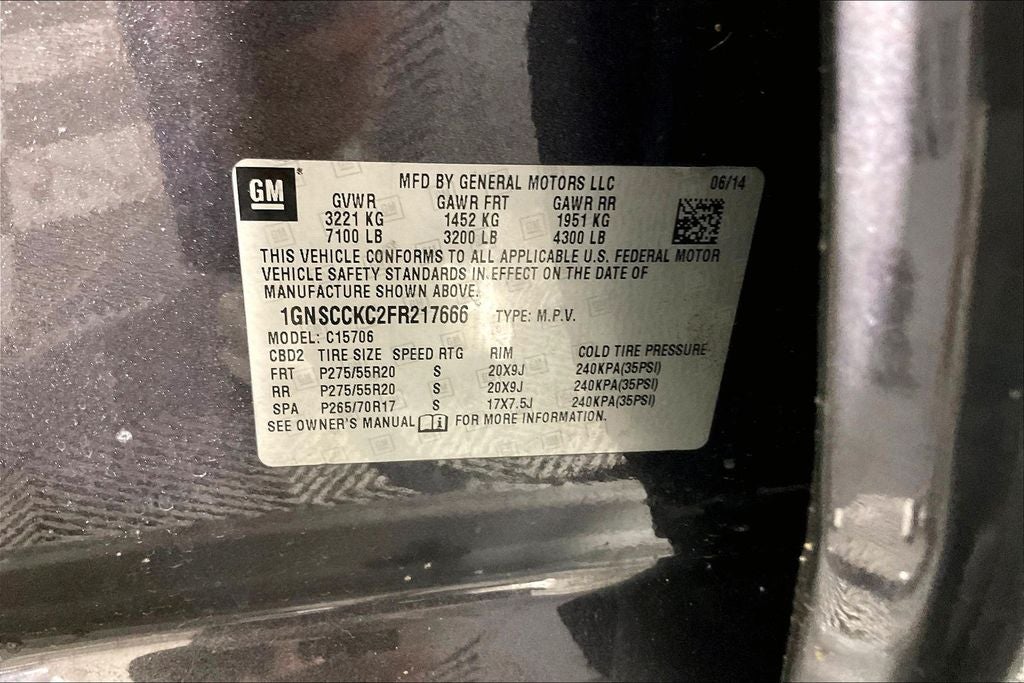 GM
MFD BY GENERAL MOTORS LLC 06/14
GVWR GAWR FRT GAWR RR
3221 KG 1452 KG 1951 KG
7100 LB 3200 LB 4300 LB
THIS VEHICLE CONFORMS TO ALL APPLICABLE U.S. FEDERAL MOTOR
VEHICLE SAFETY STANDARDS IN EFFECT ON THE DATE OF
MANUFACTURE SHOWN ABOVE.
1GNSCCKC2FR217666 TYPE: M.P.V.
MODEL: C15706
CBD2 TIRE SIZE SPEED RTG RIM COLD TIRE PRESSURE
FRT P275/55R20 S 20X9J 240KPA(35PSI)
RR P275/55R20 S 20X9J 240KPA(35PSI)
SPA P265/70R17 S 17X7.5J 240KPA(35PSI)
SEE OWNER'S MANUAL i FOR MORE INFORMATION.